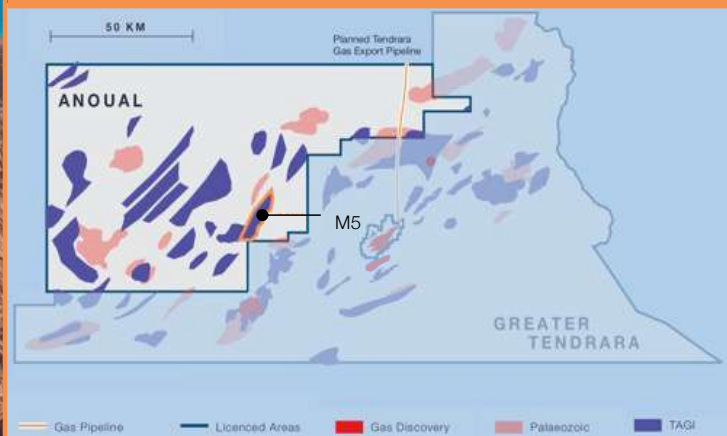 50 KM
Planned Tendrara
Gas Export Pipeline
ANOUAL
M5
GREATER
TENDRARA
Gas Pipeline
Licenced Areas
Gas Discovery
Palaeozoic
TAGI